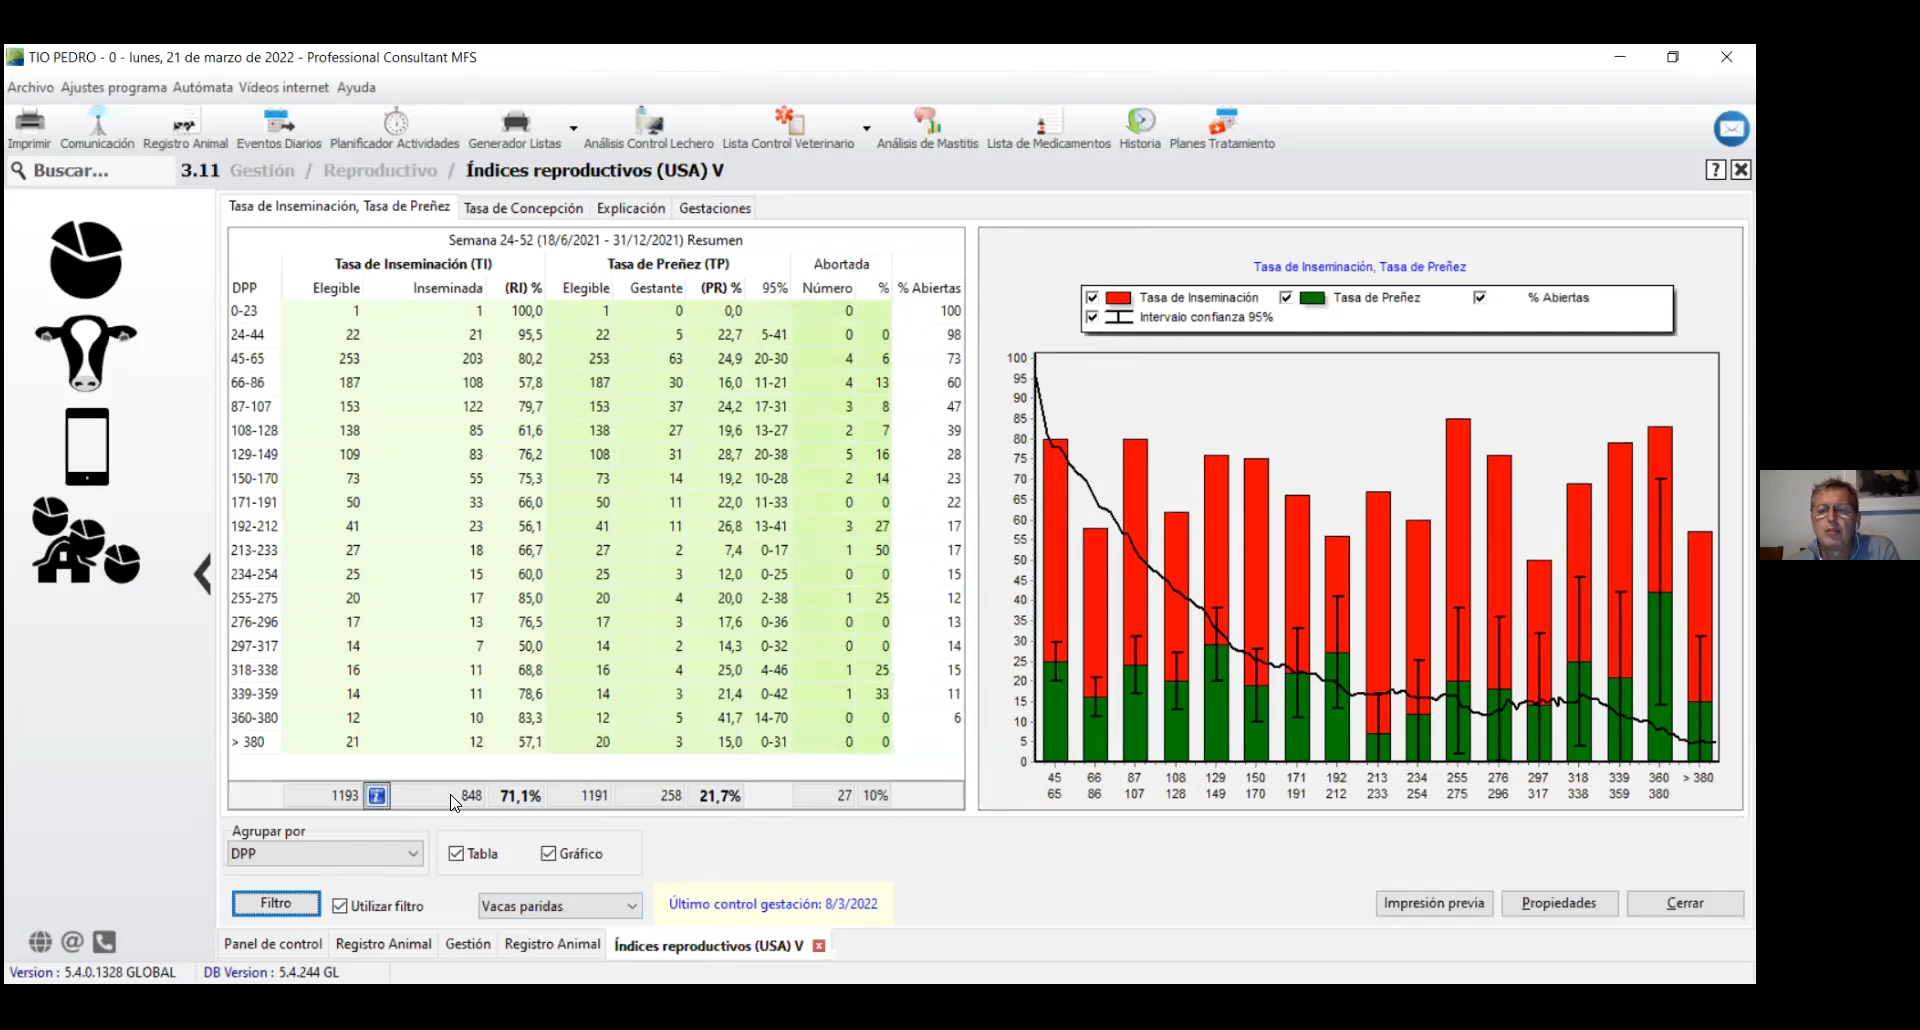 TIO PEDRO - 0 - lunes, 21 de marzo de 2022 - Professional Consultant MFS
Archivo Ajustes programa Autómata Vídeos internet Ayuda
Imprimir Comunicación Registro Animal Eventos Diarios Planificador Actividades Generador Listas Análisis Control Lechero Lista Control Veterinario Análisis de Mastitis Lista de Medicamentos Historia Planes Tratamiento
Buscar... 3.11 Gestión / Reproductivo / Índices reproductivos (USA) V ?
Tasa de Inseminación, Tasa de Preñez Tasa de Concepción Explicación Gestaciones
Semana 24-52 (18/6/2021 - 31/12/2021) Resumen
Tasa de Inseminación (TI) Tasa de Preñez (TP) Abortada
DPP Elegible Inseminada (RI) % Elegible Gestante (PR) % 95% Número % % Abiertas
0-23 1 1 100,0 1 0 0,0 0 100
24-44 22 21 95,5 22 5 22,7 5-41 0 0 98
45-65 253 203 80,2 253 63 24,9 20-30 4 6 73
66-86 187 108 57,8 187 30 16,0 11-21 4 13 60
87-107 153 122 79,7 153 37 24,2 17-31 3 8 47
108-128 138 85 61,6 138 27 19,6 13-27 2 7 39
129-149 109 83 76,2 108 31 28,7 20-38 5 16 28
150-170 73 55 75,3 73 14 19,2 10-28 2 14 23
171-191 50 33 66,0 50 11 22,0 11-33 0 0 22
192-212 41 23 56,1 41 11 26,8 13-41 3 27 17
213-233 27 18 66,7 27 2 7,4 0-17 1 50 17
234-254 25 15 60,0 25 3 12,0 0-25 0 0 15
255-275 20 17 85,0 20 4 20,0 2-38 1 25 12
276-296 17 13 76,5 17 3 17,6 0-36 0 0 13
297-317 14 7 50,0 14 2 14,3 0-32 0 0 14
318-338 16 11 68,8 16 4 25,0 4-46 1 25 15
339-359 14 11 78,6 14 3 21,4 0-42 1 33 11
360-380 12 10 83,3 12 5 41,7 14-70 0 0 6
> 380 21 12 57,1 20 3 15,0 0-31 0 0
1193 848 71,1% 1191 258 21,7% 27 10%
Tasa de Inseminación, Tasa de Preñez
Tasa de Inseminación Tasa de Preñez % Abiertas
Intervalo confianza 95%
100
95
90
85
80
75
70
65
60
55
50
45
40
35
30
25
20
15
10
5
0
45 66 87 108 129 150 171 192 213 234 255 276 297 318 339 360 > 380
65 86 107 128 149 170 191 212 233 254 275 296 317 338 359 380
Agrupar por
DPP Tabla Gráfico
Filtro Utilizar filtro Vacas paridas Último control gestación: 8/3/2022 Impresión previa Propiedades Cerrar
Panel de control Registro Animal Gestión Registro Animal Índices reproductivos (USA) V
Version : 5.4.0.1328 GLOBAL DB Version : 5.4.244 GL